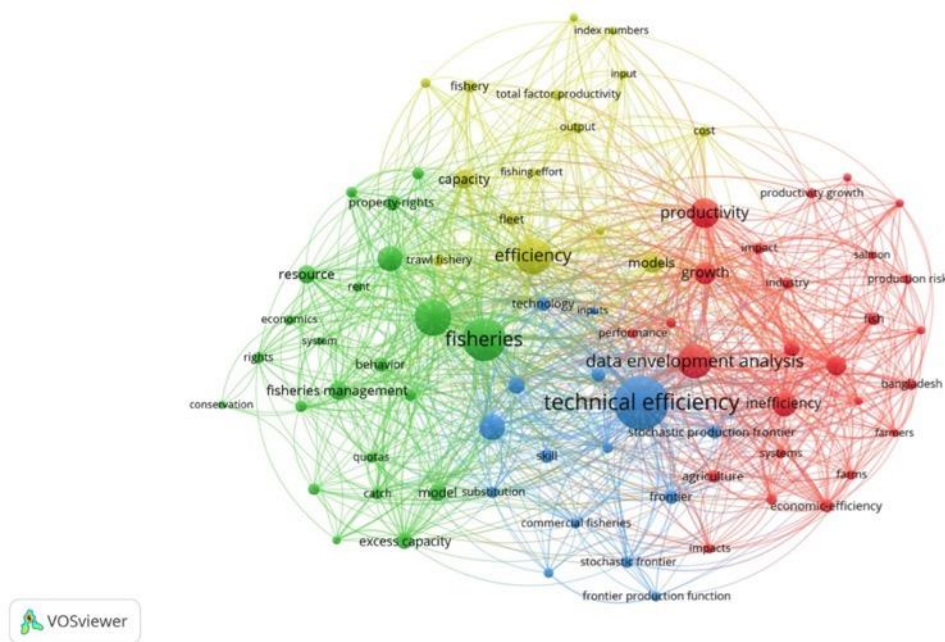 index numbers
input
fishery
total factor productivity
output
cost
capacity
fishing effort
productivity growth
property-rights
productivity
fleet
efficiency
impact
salmon
trawl fishery
models
resource
growth
production risk
rent
industry
technology
inputs
economics
fish
performance
system
fisheries
rights
behavior
data envelopment analysis
bangladesh
fisheries management
technical efficiency
inefficiency
conservation
stochastic production frontier
farmers
quotas
skill
systems
agriculture
farms
catch
model
substitution
frontier
economic-efficiency
commercial fisheries
excess capacity
impacts
stochastic frontier
frontier production function
VOSviewer